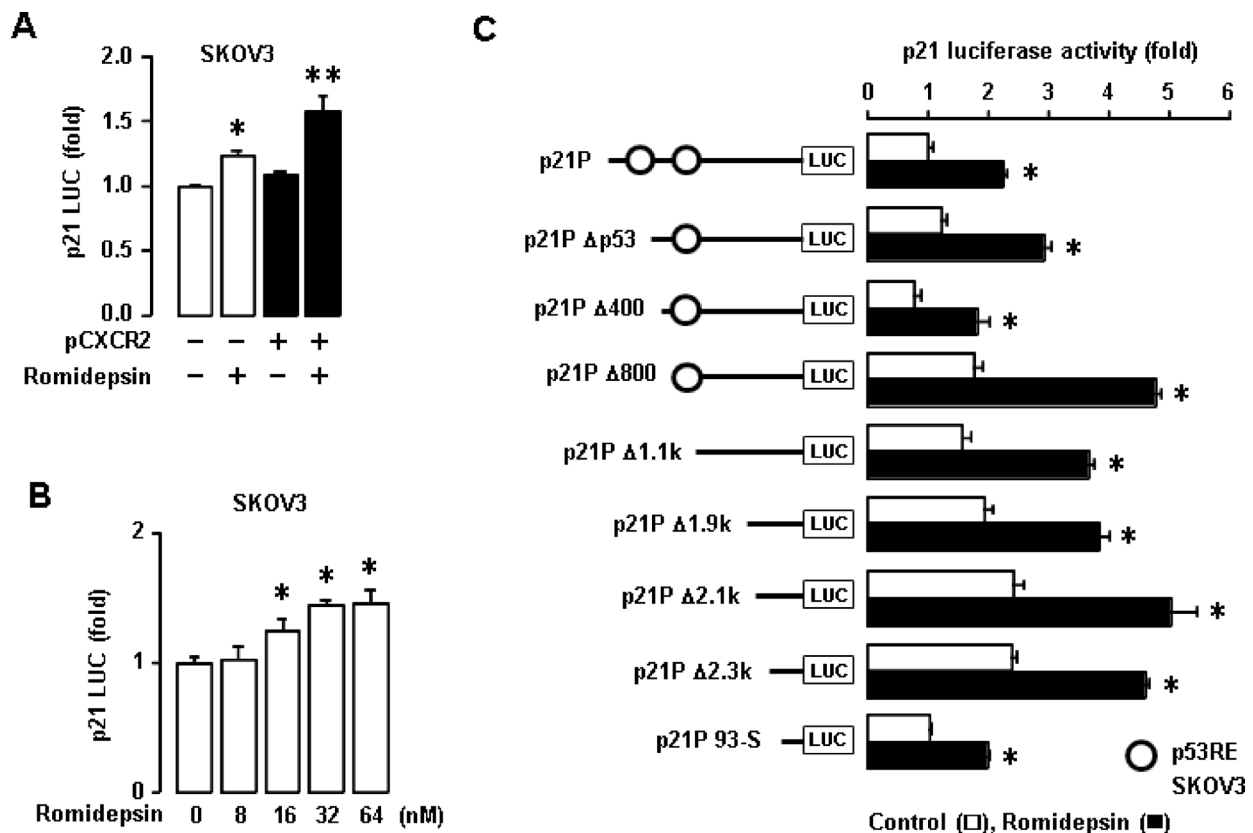 A
SKOV3
**
*
p21 LUC (fold)
2.0
1.5
1.0
0.5
0.0
pCXCR2 − − + +
Romidepsin − + − +
B
SKOV3
* * *
p21 LUC (fold)
2
1
0
Romidepsin 0 8 16 32 64 (nM)
C
p21 luciferase activity (fold)
0 1 2 3 4 5 6
p21P LUC *
p21P Δp53 LUC *
p21P Δ400 LUC *
p21P Δ800 LUC *
p21P Δ1.1k LUC *
p21P Δ1.9k LUC *
p21P Δ2.1k LUC *
p21P Δ2.3k LUC *
p21P 93-S LUC *
p53RE
SKOV3
Control (□), Romidepsin (■)